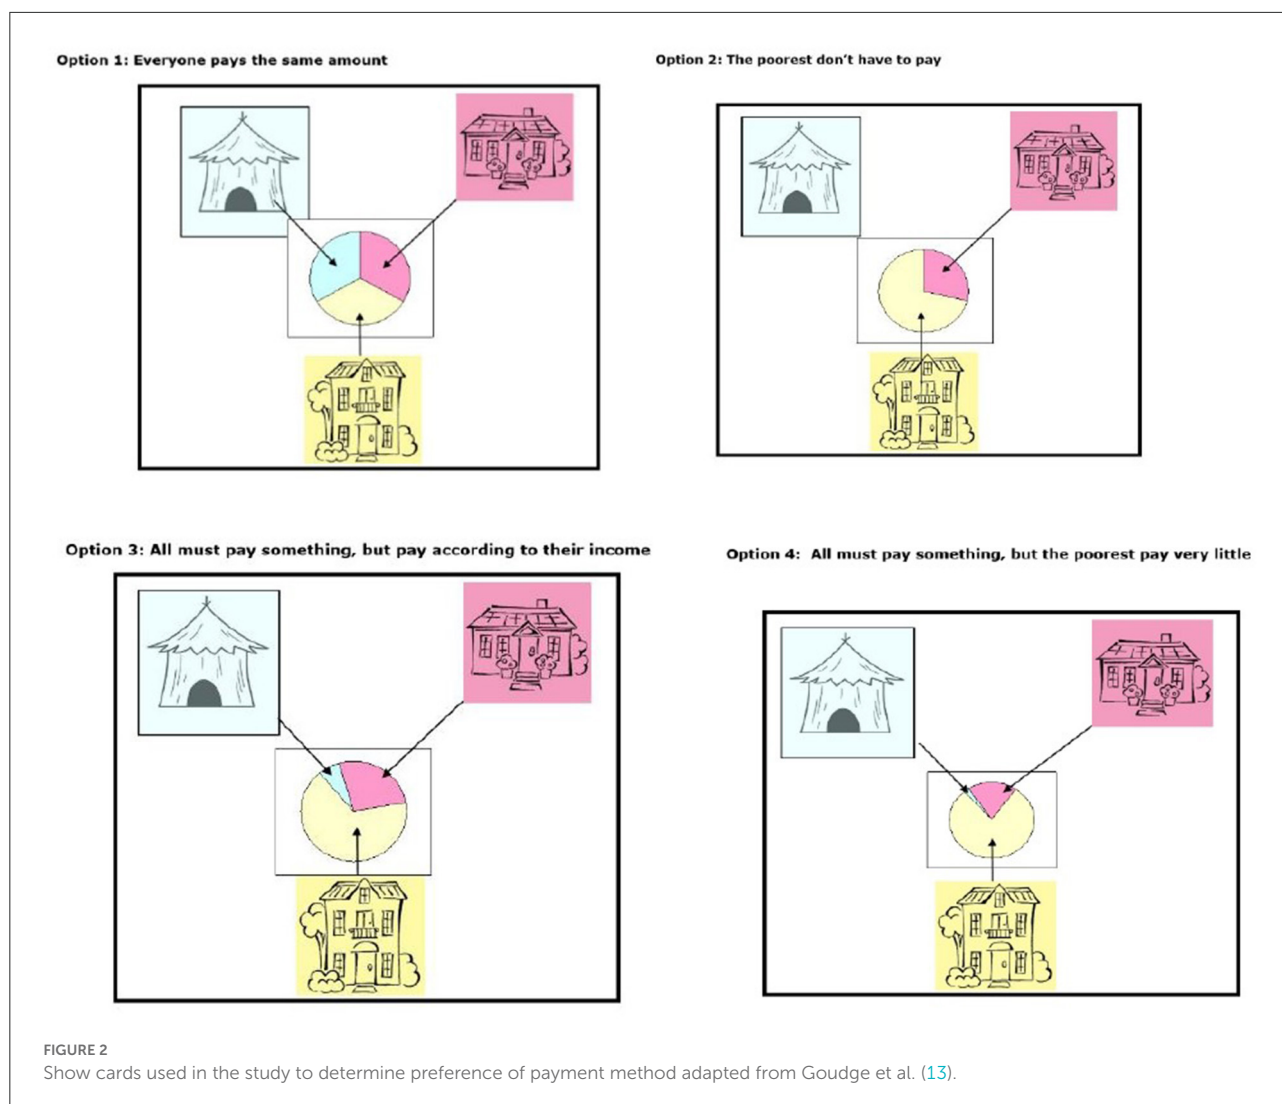 Option 1: Everyone pays the same amount
Option 2: The poorest don't have to pay
Option 3: All must pay something, but pay according to their income
Option 4: All must pay something, but the poorest pay very little
FIGURE 2
Show cards used in the study to determine preference of payment method adapted from Goudge et al. (13).